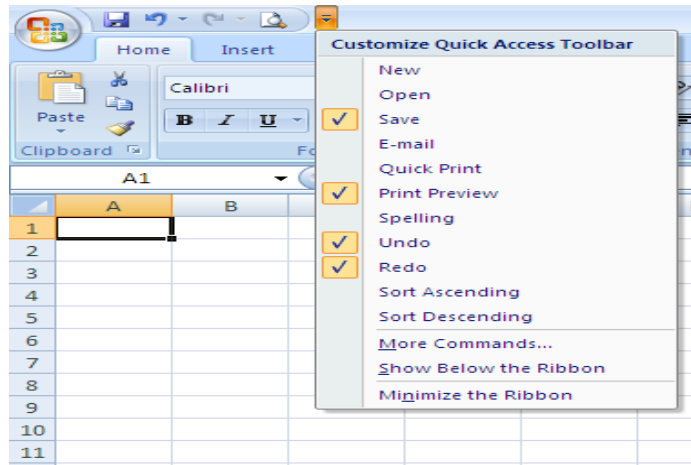 Customize Quick Access Toolbar
Home Insert
New
Open
Save
E-mail
Quick Print
Print Preview
Spelling
Undo
Redo
Sort Ascending
Sort Descending
More Commands...
Show Below the Ribbon
Minimize the Ribbon
Paste
Calibri
B I U
Clipboard
A1
A B
1
2
3
4
5
6
7
8
9
10
11